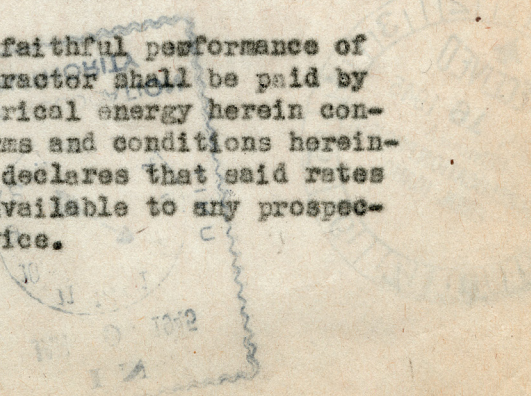 faithful performance of
ractor shall be paid by
rical energy herein con-
ms and conditions herein-
declares that said rates
vailable to any prospec-
ice.